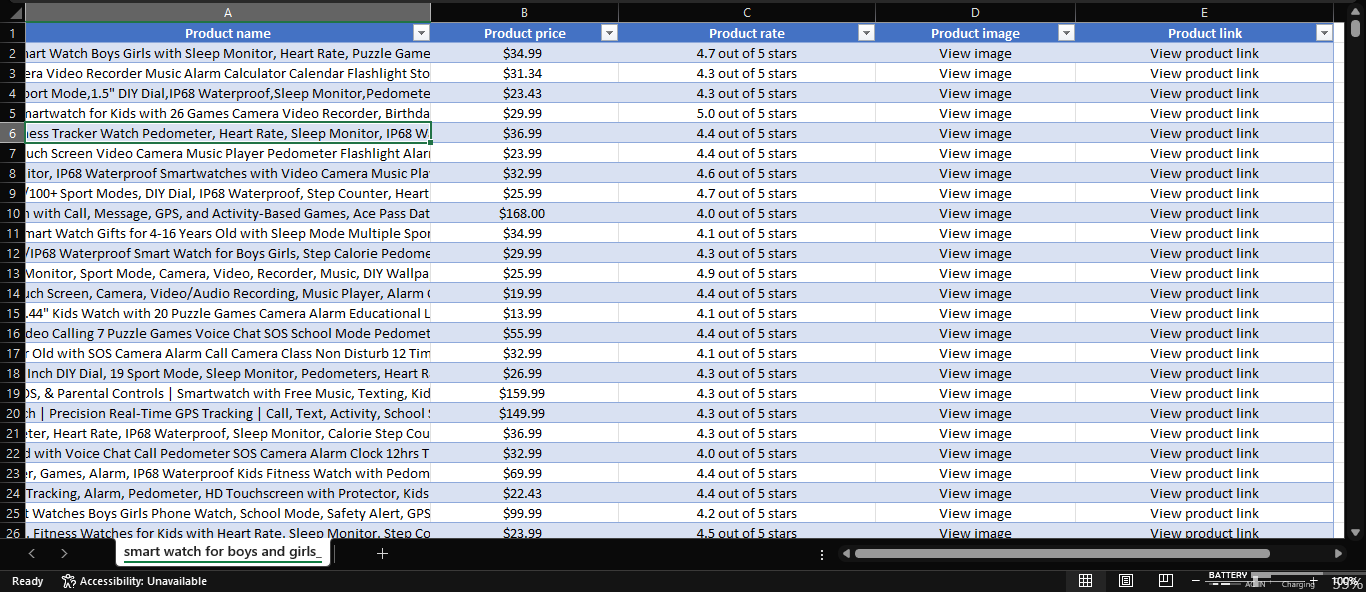 A B C D E
1 Product name Product price Product rate Product image Product link
2 art Watch Boys Girls with Sleep Monitor, Heart Rate, Puzzle Game $34.99 4.7 out of 5 stars View image View product link
3 era Video Recorder Music Alarm Calculator Calendar Flashlight Sto $31.34 4.3 out of 5 stars View image View product link
4 ort Mode,1.5" DIY Dial,IP68 Waterproof,Sleep Monitor,Pedomete $23.43 4.3 out of 5 stars View image View product link
5 martwatch for Kids with 26 Games Camera Video Recorder, Birthda $29.99 5.0 out of 5 stars View image View product link
6 ess Tracker Watch Pedometer, Heart Rate, Sleep Monitor, IP68 W $36.99 4.4 out of 5 stars View image View product link
7 uch Screen Video Camera Music Player Pedometer Flashlight Alar $23.99 4.4 out of 5 stars View image View product link
8 itor, IP68 Waterproof Smartwatches with Video Camera Music Pla $32.99 4.6 out of 5 stars View image View product link
9 /100+ Sport Modes, DIY Dial, IP68 Waterproof, Step Counter, Heart $25.99 4.7 out of 5 stars View image View product link
10 with Call, Message, GPS, and Activity-Based Games, Ace Pass Dat $168.00 4.0 out of 5 stars View image View product link
11 mart Watch Gifts for 4-16 Years Old with Sleep Mode Multiple Spor $34.99 4.1 out of 5 stars View image View product link
12 /IP68 Waterproof Smart Watch for Boys Girls, Step Calorie Pedome $29.99 4.3 out of 5 stars View image View product link
13 Monitor, Sport Mode, Camera, Video, Recorder, Music, DIY Wallpa $25.99 4.9 out of 5 stars View image View product link
14 uch Screen, Camera, Video/Audio Recording, Music Player, Alarm $19.99 4.4 out of 5 stars View image View product link
15 .44" Kids Watch with 20 Puzzle Games Camera Alarm Educational L $13.99 4.1 out of 5 stars View image View product link
16 deo Calling 7 Puzzle Games Voice Chat SOS School Mode Pedomet $55.99 4.4 out of 5 stars View image View product link
17 r Old with SOS Camera Alarm Call Camera Class Non Disturb 12 Tim $32.99 4.1 out of 5 stars View image View product link
18 Inch DIY Dial, 19 Sport Mode, Sleep Monitor, Pedometers, Heart R $26.99 4.3 out of 5 stars View image View product link
19 OS, & Parental Controls | Smartwatch with Free Music, Texting, Kid $159.99 4.3 out of 5 stars View image View product link
20 ch | Precision Real-Time GPS Tracking | Call, Text, Activity, School $149.99 4.3 out of 5 stars View image View product link
21 ter, Heart Rate, IP68 Waterproof, Sleep Monitor, Calorie Step Cou $36.99 4.3 out of 5 stars View image View product link
22 d with Voice Chat Call Pedometer SOS Camera Alarm Clock 12hrs T $32.99 4.0 out of 5 stars View image View product link
23 r, Games, Alarm, IP68 Waterproof Kids Fitness Watch with Pedom $69.99 4.4 out of 5 stars View image View product link
24 Tracking, Alarm, Pedometer, HD Touchscreen with Protector, Kids $22.43 4.4 out of 5 stars View image View product link
25 t Watches Boys Girls Phone Watch, School Mode, Safety Alert, GPS $99.99 4.2 out of 5 stars View image View product link
26 , Fitness Watches for Kids with Heart Rate, Sleep Monitor, Step Co $23.99 4.5 out of 5 stars View image View product link
smart watch for boys and girls_
Ready Accessibility: Unavailable BATTERY Charging